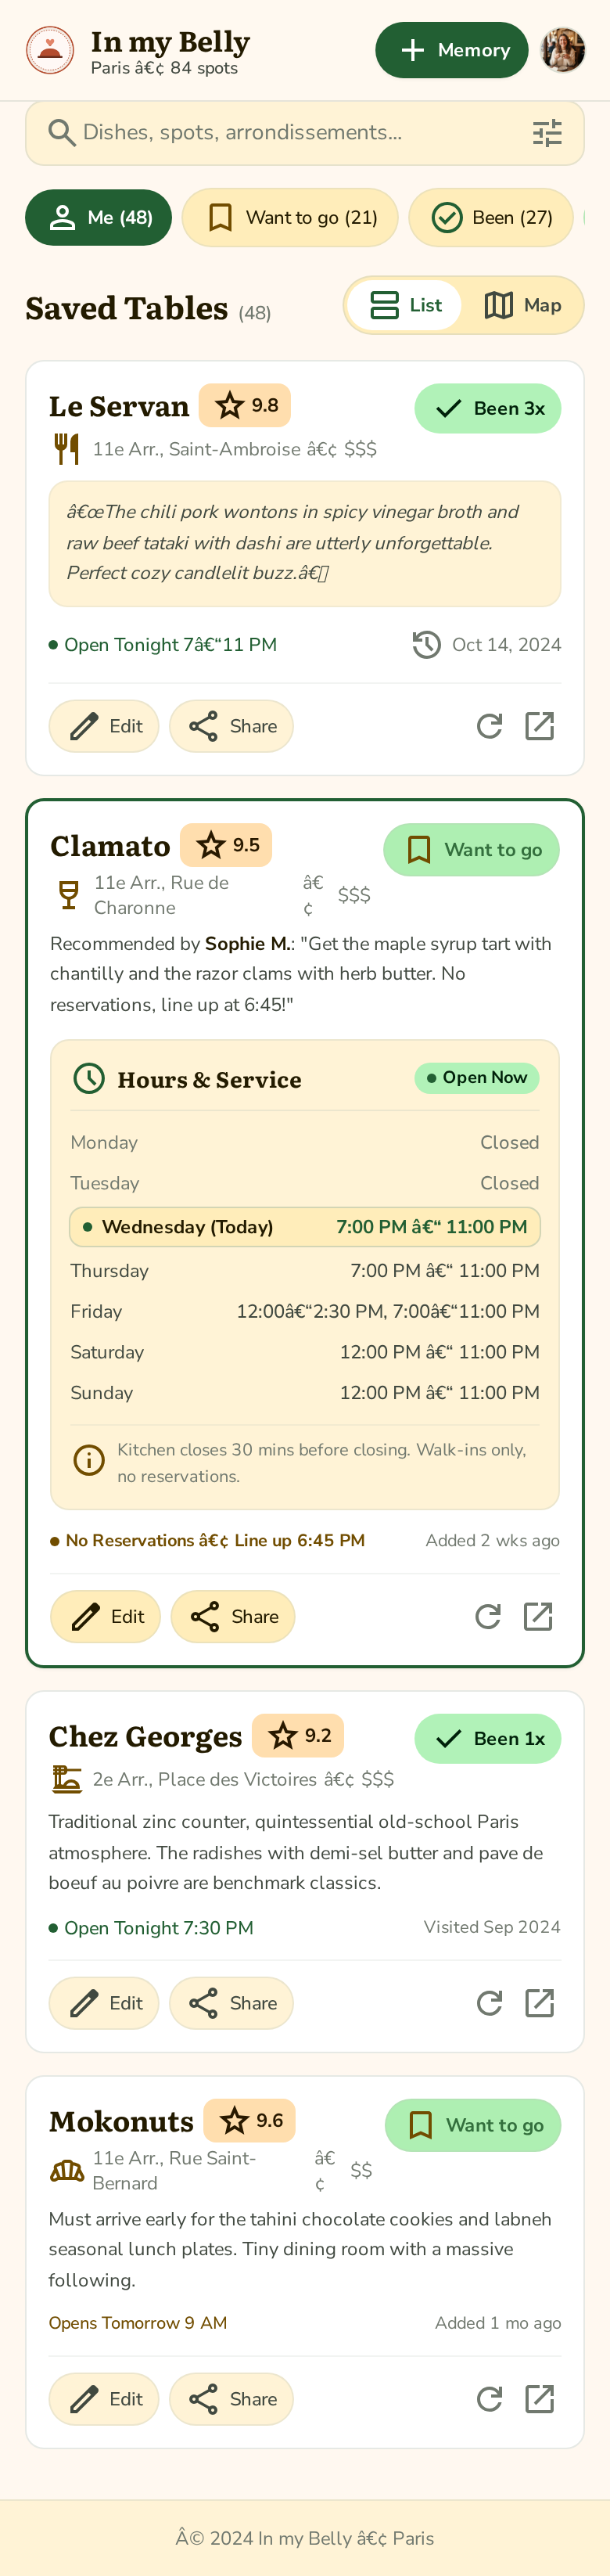 In my Belly
Paris â€¢ 84 spots
Memory
Dishes, spots, arrondissements...
Me (48)
Want to go (21)
Been (27)
Saved Tables (48)
List
Map
Le Servan
9.8
Been 3x
11e Arr., Saint-Ambroise â€¢ $$$
â€œThe chili pork wontons in spicy vinegar broth and
raw beef tataki with dashi are utterly unforgettable.
Perfect cozy candlelit buzz.â€
Open Tonight 7â€“11 PM
Oct 14, 2024
Edit
Share
Clamato
9.5
Want to go
11e Arr., Rue de
Charonne
â€
¢
$$$
Recommended by Sophie M.: "Get the maple syrup tart with
chantilly and the razor clams with herb butter. No
reservations, line up at 6:45!"
Hours & Service
Open Now
Monday Closed
Tuesday Closed
Wednesday (Today) 7:00 PM â€“ 11:00 PM
Thursday 7:00 PM â€“ 11:00 PM
Friday 12:00â€“2:30 PM, 7:00â€“11:00 PM
Saturday 12:00 PM â€“ 11:00 PM
Sunday 12:00 PM â€“ 11:00 PM
Kitchen closes 30 mins before closing. Walk-ins only,
no reservations.
No Reservations â€¢ Line up 6:45 PM
Added 2 wks ago
Edit
Share
Chez Georges
9.2
Been 1x
2e Arr., Place des Victoires â€¢ $$$
Traditional zinc counter, quintessential old-school Paris
atmosphere. The radishes with demi-sel butter and pave de
boeuf au poivre are benchmark classics.
Open Tonight 7:30 PM
Visited Sep 2024
Edit
Share
Mokonuts
9.6
Want to go
11e Arr., Rue Saint-
Bernard
â€
¢
$$
Must arrive early for the tahini chocolate cookies and labneh
seasonal lunch plates. Tiny dining room with a massive
following.
Opens Tomorrow 9 AM
Added 1 mo ago
Edit
Share
Â© 2024 In my Belly â€¢ Paris